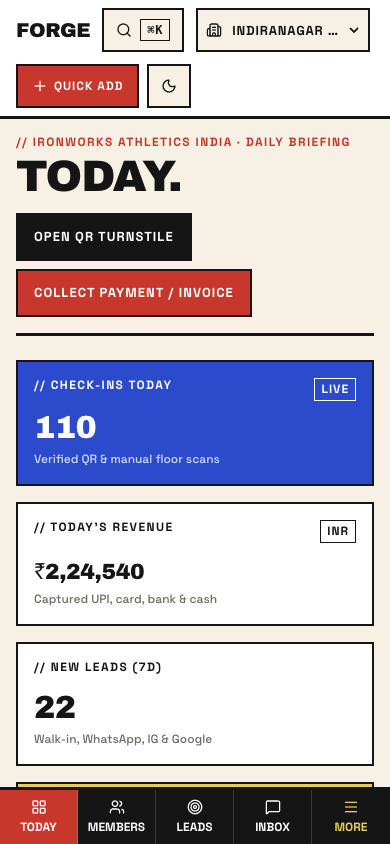 FORGE
⌘K
INDIRANAGAR …
QUICK ADD
// IRONWORKS ATHLETICS INDIA · DAILY BRIEFING
TODAY.
OPEN QR TURNSTILE
COLLECT PAYMENT / INVOICE
// CHECK-INS TODAY
LIVE
110
Verified QR & manual floor scans
// TODAY'S REVENUE
INR
₹2,24,540
Captured UPI, card, bank & cash
// NEW LEADS (7D)
22
Walk-in, WhatsApp, IG & Google
TODAY
MEMBERS
LEADS
INBOX
MORE